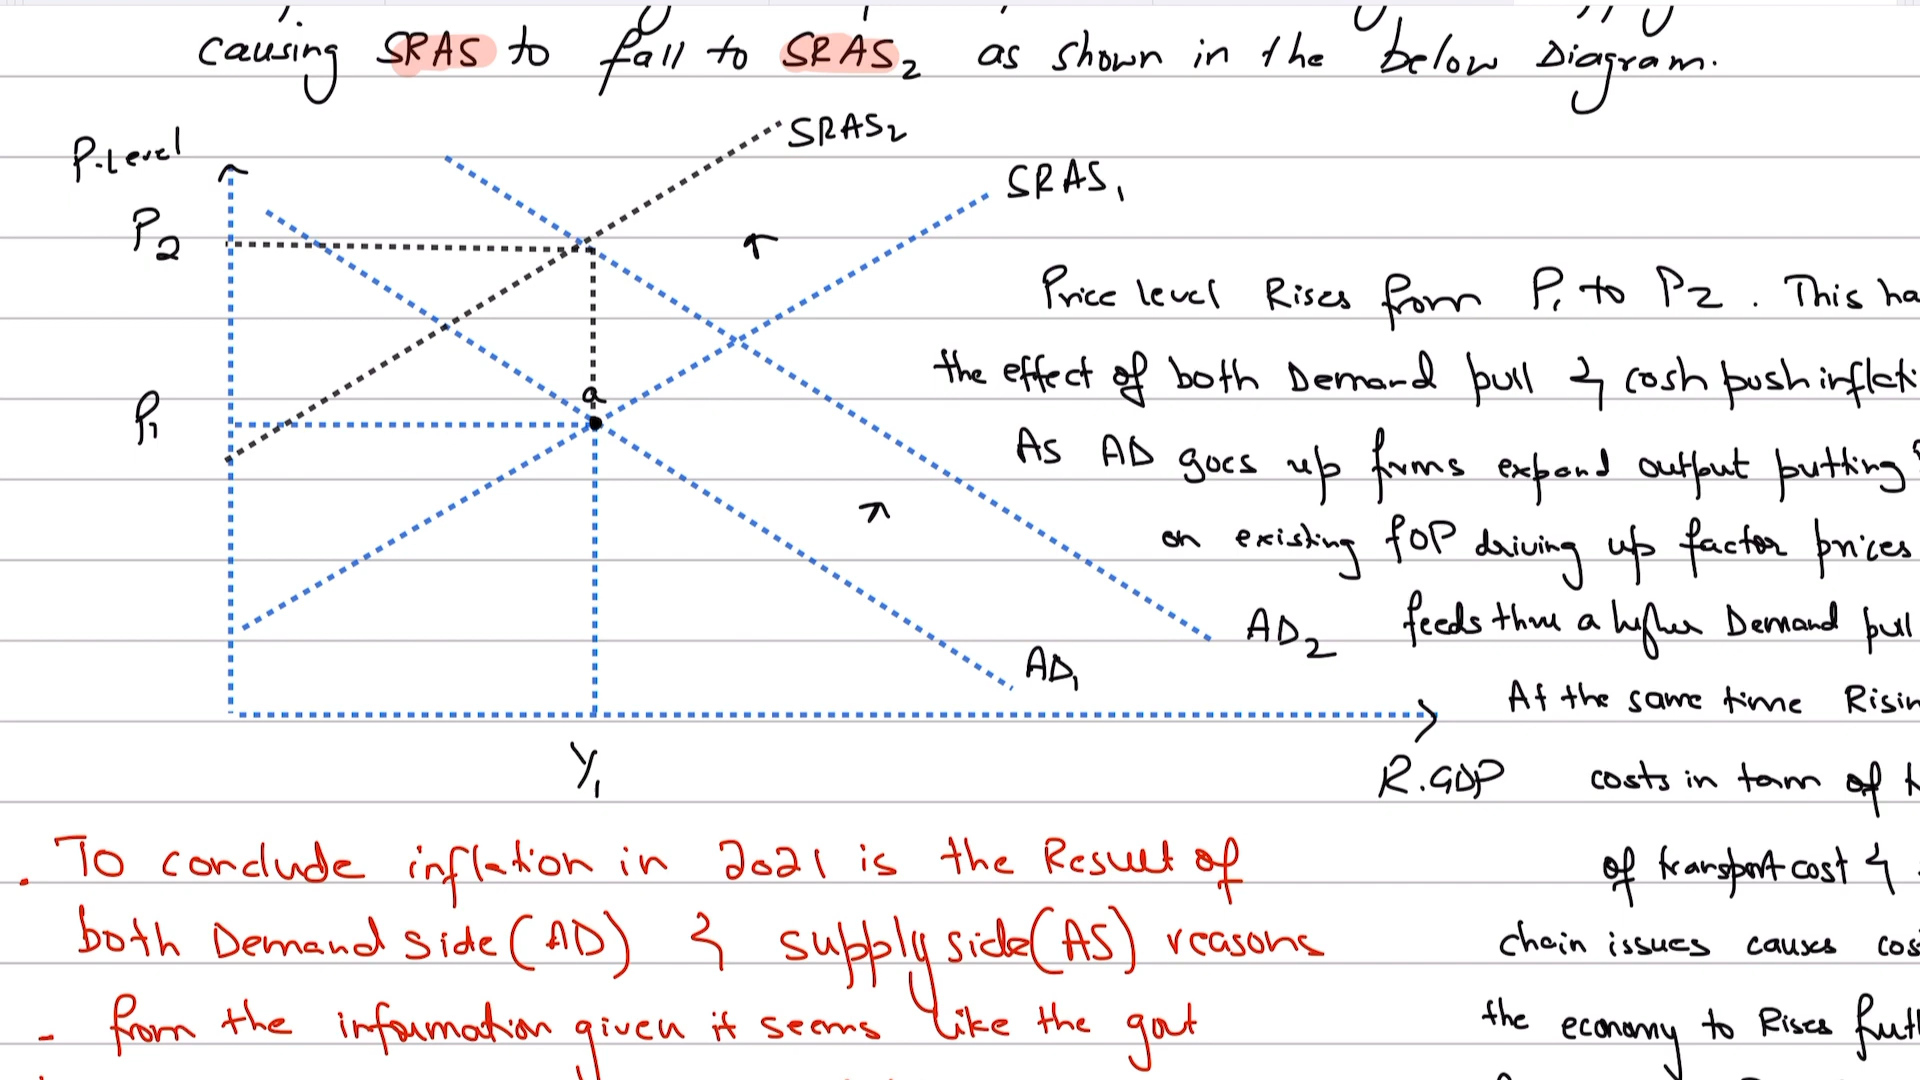 causing SRAS to fall to SRAS2 as shown in the below Diagram.
P.Level
SRAS2
SRAS1
P2
P1
a
AD2
AD1
Y1
R.GDP
Price level Rises from P1 to P2. This ha
the effect of both Demand pull & cosh push inflati
As AD goes up firms expand output putting
on existing FOP driving up factor prices
feeds thru a higher Demand pull
At the same time Risin
costs in tam of
of transport cost &
chain issues causes cos
the economy to Rises furt
. To conclude inflation in 2021 is the Result of
both Demand side (AD) & supply side (AS) reasons
- from the information given it seems like the govt